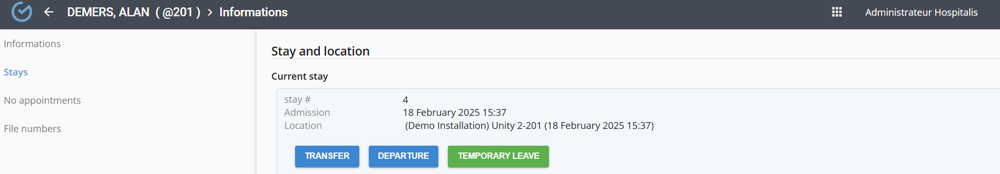 DEMERS, ALAN ( @201 ) > Informations
Administrateur Hospitalis
Informations
Stays
No appointments
File numbers
Stay and location
Current stay
stay # 4
Admission 18 February 2025 15:37
Location (Demo Installation) Unity 2-201 (18 February 2025 15:37)
TRANSFER DEPARTURE TEMPORARY LEAVE